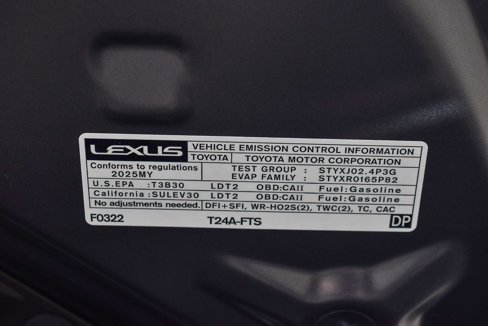 LEXUS VEHICLE EMISSION CONTROL INFORMATION
TOYOTA TOYOTA MOTOR CORPORATION
Conforms to regulations
2025MY
TEST GROUP : STYXJ02.4P3G
EVAP FAMILY : STYXR0165P82
U.S.EPA :T3B30 LDT2 OBD:CAII Fuel:Gasoline
California :SULEV30 LDT2 OBD:CAII Fuel:Gasoline
No adjustments needed. DFI+SFI, WR-HO2S(2), TWC(2), TC, CAC
F0322 T24A-FTS DP